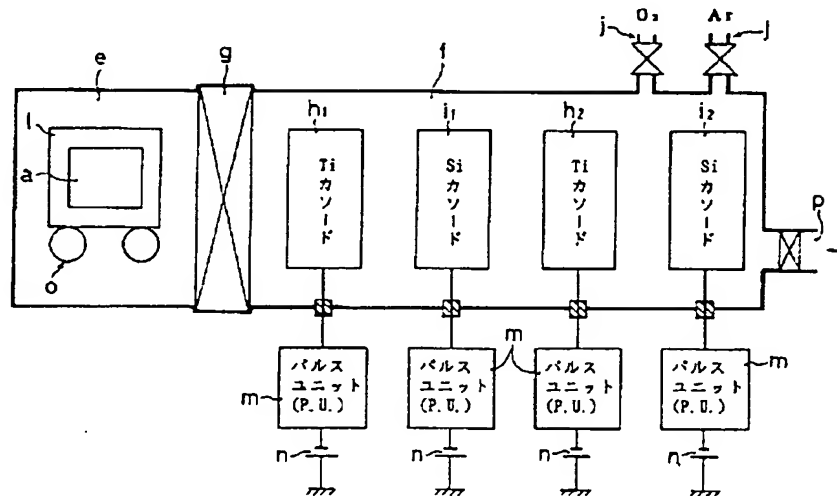 O₂ Ar
j j
e g f
h₁ i₁ h₂ i₂
l
a
Ti
カソード
Si
カソード
Ti
カソード
Si
カソード
p
o
m
パルス
ユニット
(P.U.)
m
パルス
ユニット
(P.U.)
パルス
ユニット
(P.U.)
パルス
ユニット
(P.U.)
m
n n n n